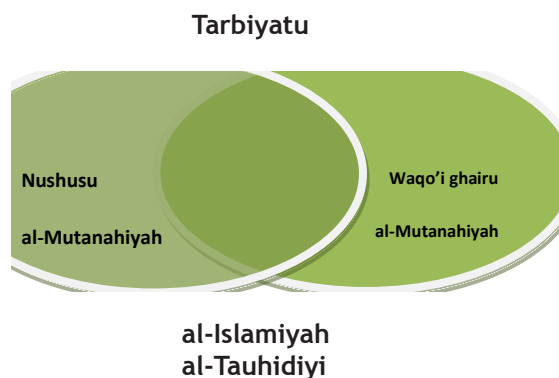 Tarbiyatu
Nushusu
al-Mutanahiyah
Waqo’i ghairu
al-Mutanahiyah
al-Islamiyah
al-Tauhidiyi